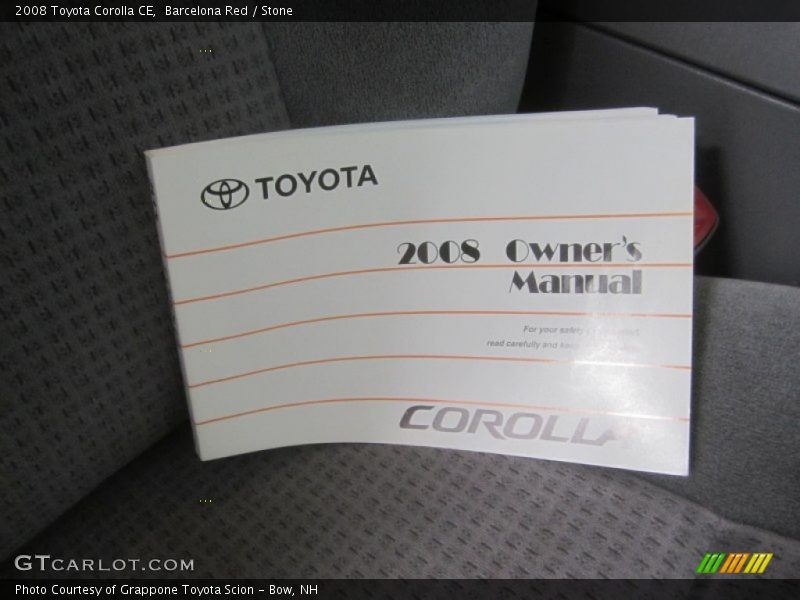 2008 Toyota Corolla CE, Barcelona Red / Stone
TOYOTA
2008 Owner's
Manual
For your safety
read carefully and keep
COROLLA
GTCARLOT.COM
Photo Courtesy of Grappone Toyota Scion - Bow, NH